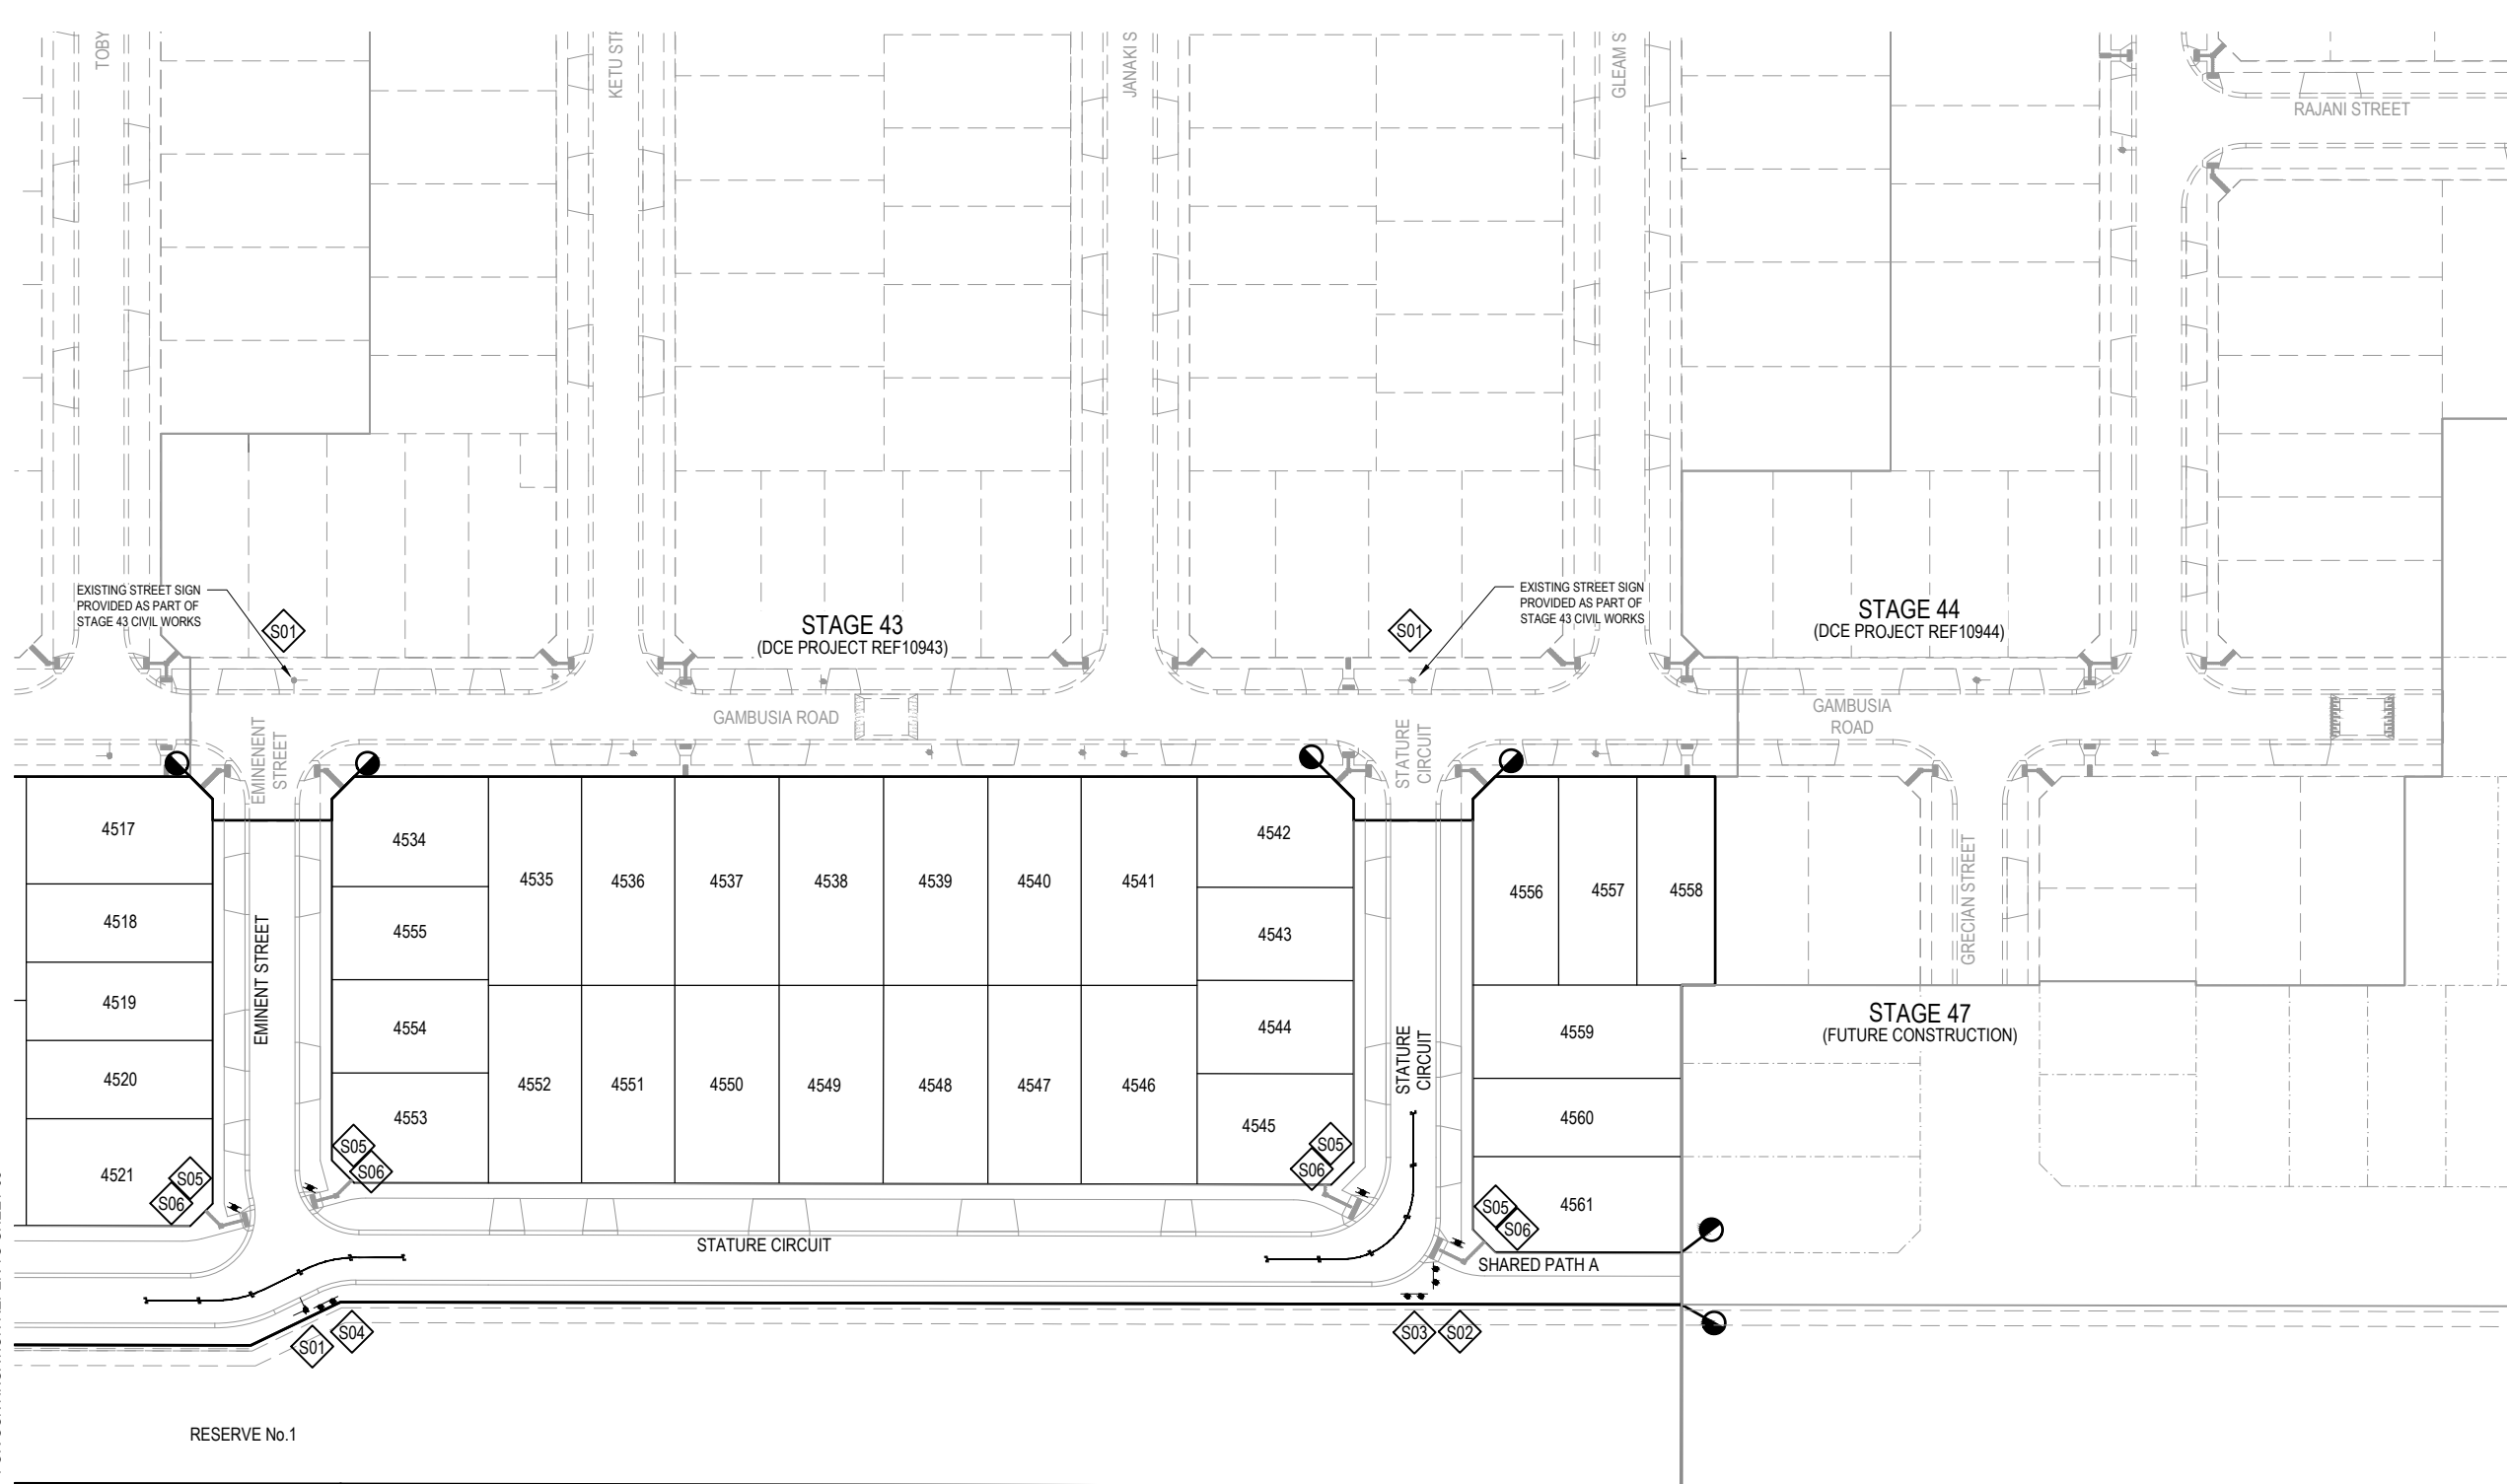 TOBY
KETU
JANAKI S
GLEAM S
RAJANI STREET
EXISTING STREET SIGN
PROVIDED AS PART OF
STAGE 43 CIVIL WORKS
S01
STAGE 43
(DCE PROJECT REF10943)
S01
EXISTING STREET SIGN
PROVIDED AS PART OF
STAGE 43 CIVIL WORKS
STAGE 44
(DCE PROJECT REF10944)
EMINENENT
STREET
GAMBUSIA ROAD
STATURE
CIRCUIT
GAMBUSIA
ROAD
4517
4518
4519
4520
4521
EMINENT STREET
4534
4555
4554
4553
4535
4536
4537
4538
4539
4540
4541
4552
4551
4550
4549
4548
4547
4546
4542
4543
4544
4545
STATURE
CIRCUIT
4556
4557
4558
4559
4560
4561
GRECIAN STREET
STAGE 47
(FUTURE CONSTRUCTION)
S05
S06
S05
S06
S05
S06
S05
S06
STATURE CIRCUIT
SHARED PATH A
S01
S04
S03
S02
RESERVE No.1